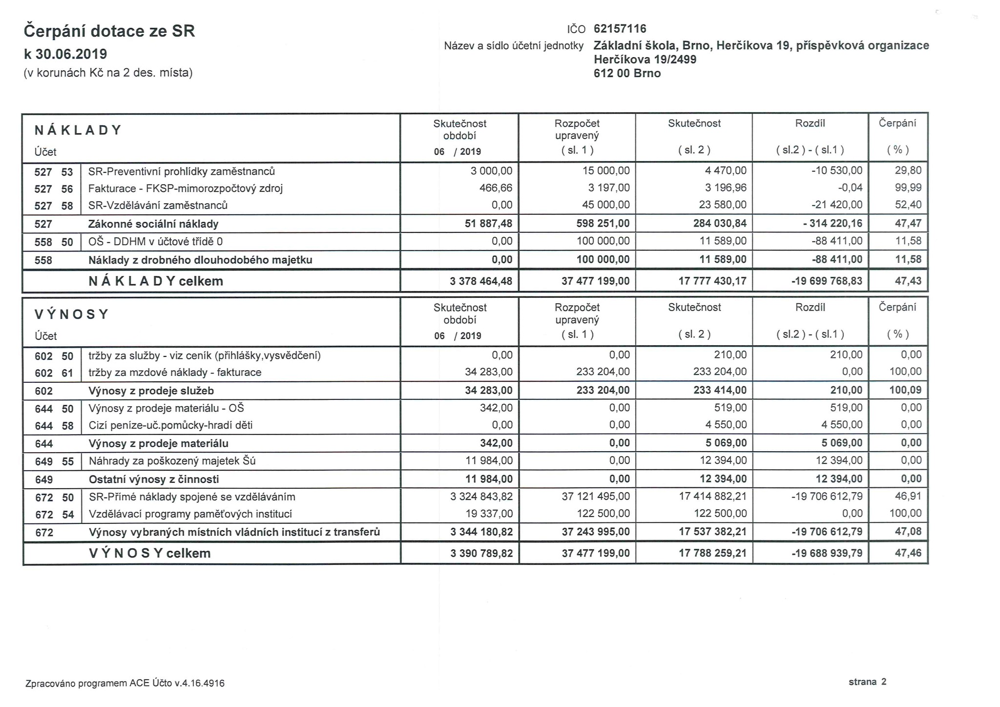 Čerpání dotace ze SR
k 30.06.2019
(v korunách Kč na 2 des. místa)
IČO 62157116
Název a sídlo účetní jednotky Základní škola, Brno, Herčíkova 19, příspěvková organizace
Herčíkova 19/2499
612 00 Brno
NÁKLADY Skutečnost období Rozpočet upravený Skutečnost Rozdíl Čerpání
Účet 06 / 2019 ( sl. 1 ) ( sl. 2 ) ( sl.2 ) - ( sl.1 ) ( % )
527 53 SR-Preventivní prohlídky zaměstnanců 3 000,00 15 000,00 4 470,00 -10 530,00 29,80
527 56 Fakturace - FKSP-mimorozpočtový zdroj 466,66 3 197,00 3 196,96 -0,04 99,99
527 58 SR-Vzdělávání zaměstnanců 0,00 45 000,00 23 580,00 -21 420,00 52,40
527 Zákonné sociální náklady 51 887,48 598 251,00 284 030,84 - 314 220,16 47,47
558 50 OŠ - DDHM v účtové třídě 0 0,00 100 000,00 11 589,00 -88 411,00 11,58
558 Náklady z drobného dlouhodobého majetku 0,00 100 000,00 11 589,00 -88 411,00 11,58
NÁKLADY celkem 3 378 464,48 37 477 199,00 17 777 430,17 -19 699 768,83 47,43
VÝNOSY Skutečnost období Rozpočet upravený Skutečnost Rozdíl Čerpání
Účet 06 / 2019 ( sl. 1 ) ( sl. 2 ) ( sl.2 ) - ( sl.1 ) ( % )
602 50 tržby za služby - viz ceník (přihlášky,vysvědčení) 0,00 0,00 210,00 210,00 0,00
602 61 tržby za mzdové náklady - fakturace 34 283,00 233 204,00 233 204,00 0,00 100,00
602 Výnosy z prodeje služeb 34 283,00 233 204,00 233 414,00 210,00 100,09
644 50 Výnosy z prodeje materiálu - OŠ 342,00 0,00 519,00 519,00 0,00
644 58 Cizí peníze-uč.pomůcky-hradí děti 0,00 0,00 4 550,00 4 550,00 0,00
644 Výnosy z prodeje materiálu 342,00 0,00 5 069,00 5 069,00 0,00
649 55 Náhrady za poškozený majetek Šú 11 984,00 0,00 12 394,00 12 394,00 0,00
649 Ostatní výnosy z činnosti 11 984,00 0,00 12 394,00 12 394,00 0,00
672 50 SR-Přímé náklady spojené se vzděláváním 3 324 843,82 37 121 495,00 17 414 882,21 -19 706 612,79 46,91
672 54 Vzdělávací programy paměťových institucí 19 337,00 122 500,00 122 500,00 0,00 100,00
672 Výnosy vybraných místních vládních institucí z transferů 3 344 180,82 37 243 995,00 17 537 382,21 -19 706 612,79 47,08
VÝNOSY celkem 3 390 789,82 37 477 199,00 17 788 259,21 -19 688 939,79 47,46
Zpracováno programem ACE Účto v.4.16.4916
strana 2